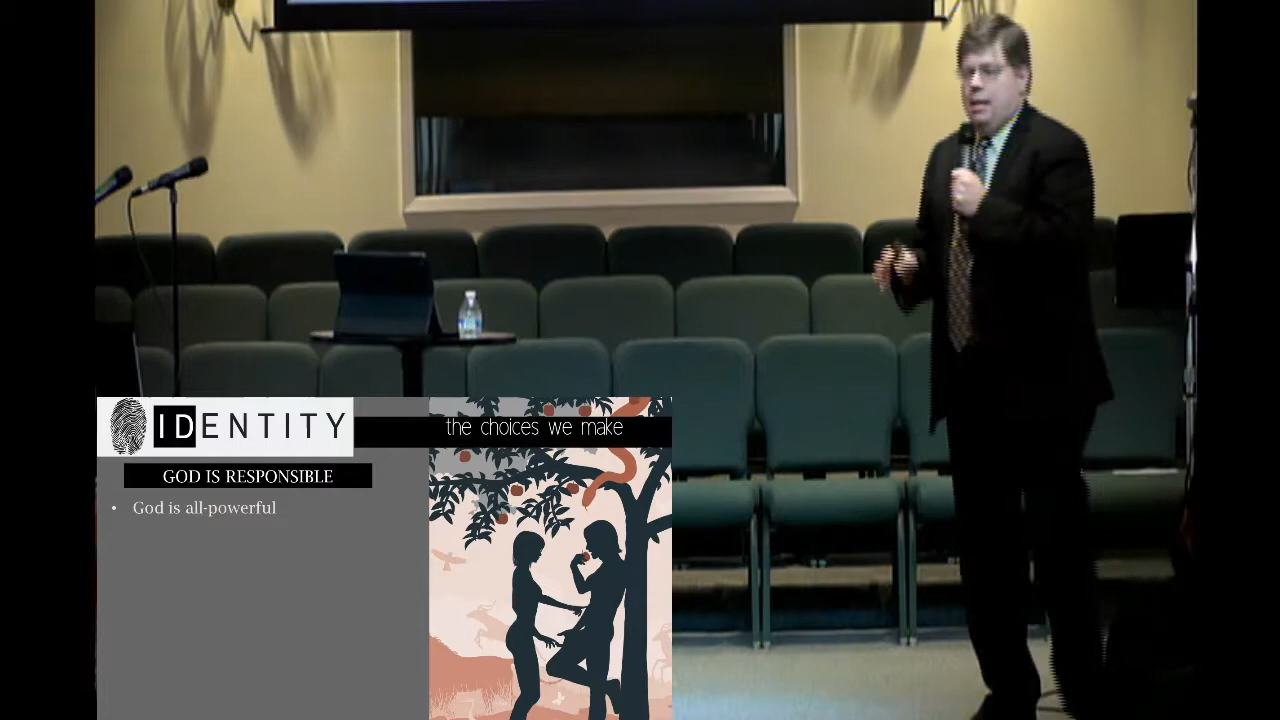 IDENTITY
the choices we make
GOD IS RESPONSIBLE
• God is all-powerful